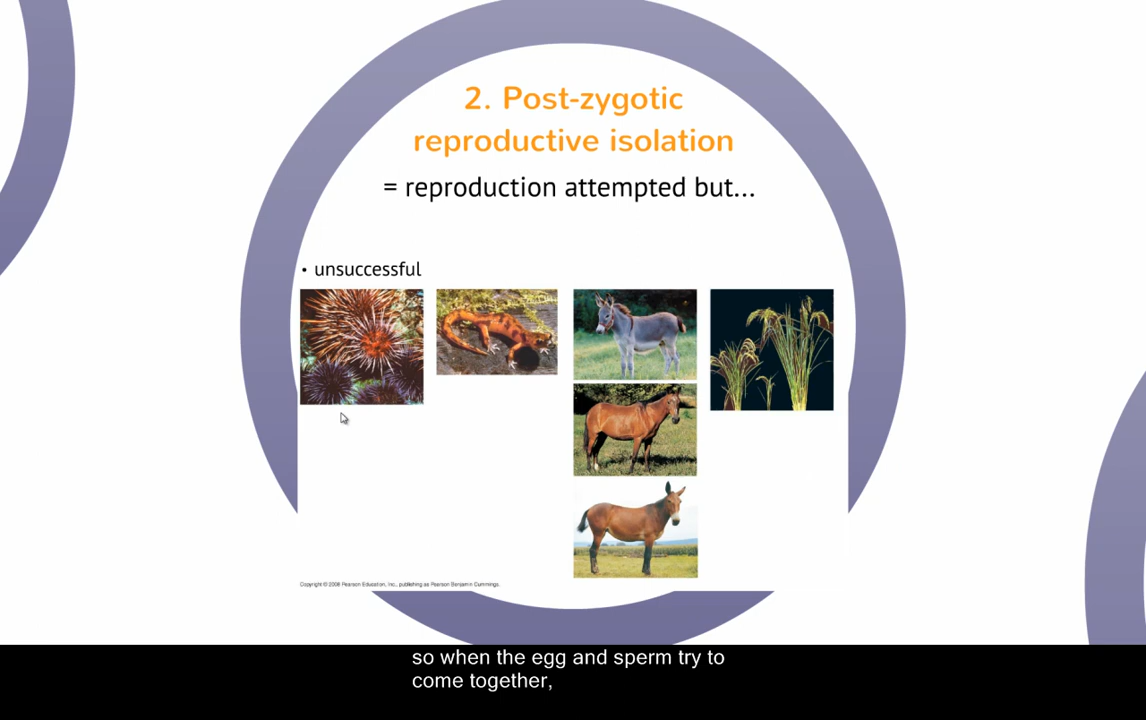 2. Post-zygotic
reproductive isolation
= reproduction attempted but...
• unsuccessful
Copyright © 2008 Pearson Education, Inc., publishing as Pearson Benjamin Cummings.
so when the egg and sperm try to
come together,